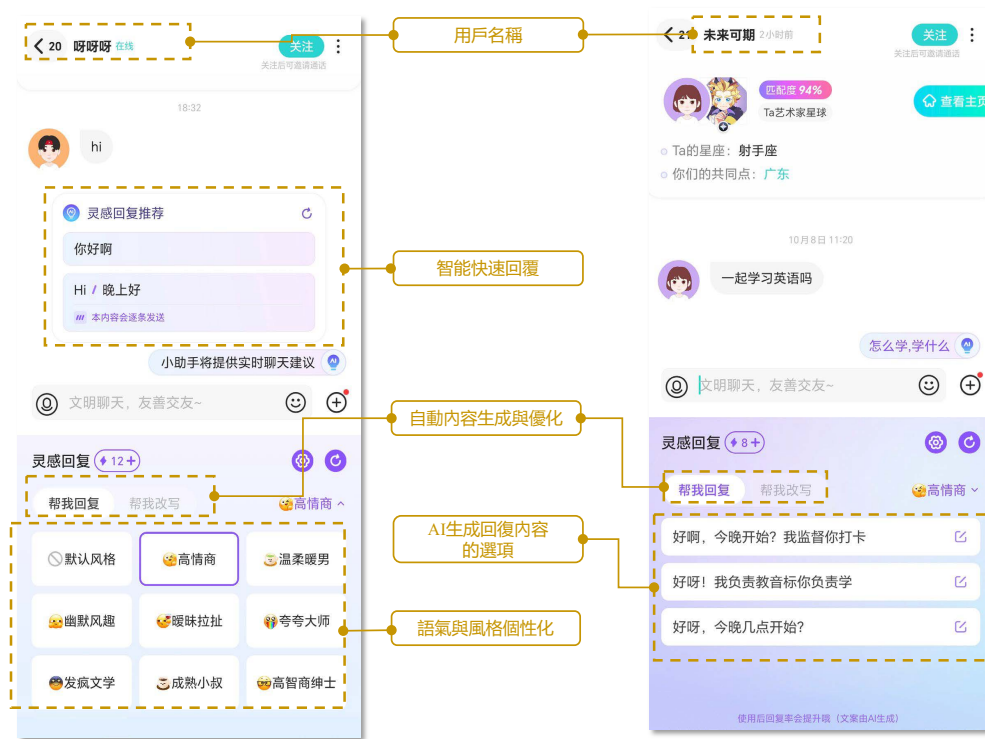 20 呀呀呀 在线
关注
关注后可邀请通话
18:32
hi
灵感回复推荐
你好啊
Hi / 晚上好
本内容会逐条发送
小助手将提供实时聊天建议
文明聊天，友善交友~
灵感回复 12+
帮我回复 帮我改写 高情商
默认风格 高情商 温柔暖男
幽默风趣 暧昧拉扯 夸夸大师
发疯文学 成熟小叔 高智商绅士
用戶名稱
智能快速回覆
自動内容生成與優化
AI生成回復内容
的選項
語氣與風格個性化
未来可期 2小时前
关注
关注后可邀请通话
匹配度 94%
Ta艺术家星球
查看主页
Ta的星座：射手座
你们的共同点：广东
10月8日 11:20
一起学习英语吗
怎么学,学什么
文明聊天，友善交友~
灵感回复 8+
帮我回复 帮我改写 高情商
好啊，今晚开始？我监督你打卡
好呀！我负责教音标你负责学
好呀，今晚几点开始？
使用后回复率会提升哦（文案由AI生成）